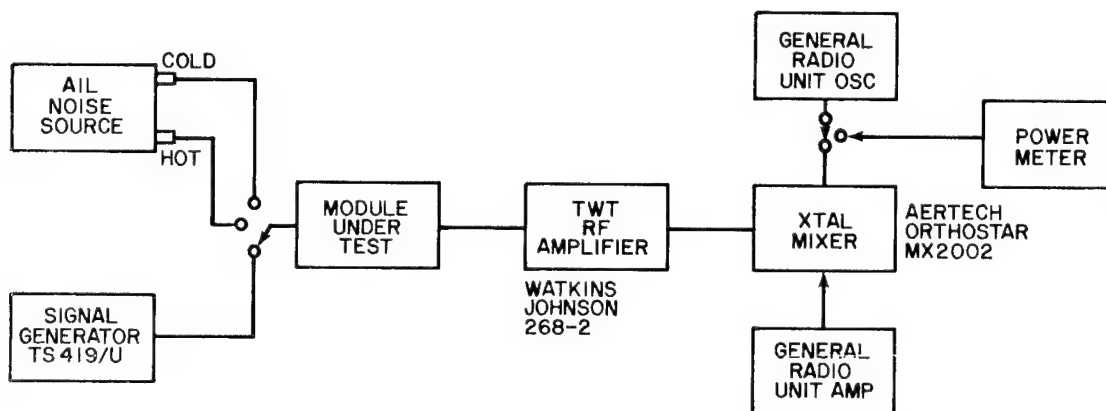 COLD
AIL
NOISE
SOURCE
HOT
SIGNAL
GENERATOR
TS 419/U
MODULE
UNDER
TEST
TWT
RF
AMPLIFIER
WATKINS
JOHNSON
268-2
GENERAL
RADIO
UNIT OSC
POWER
METER
XTAL
MIXER
AERTECH
ORTHOSTAR
MX2002
GENERAL
RADIO
UNIT AMP